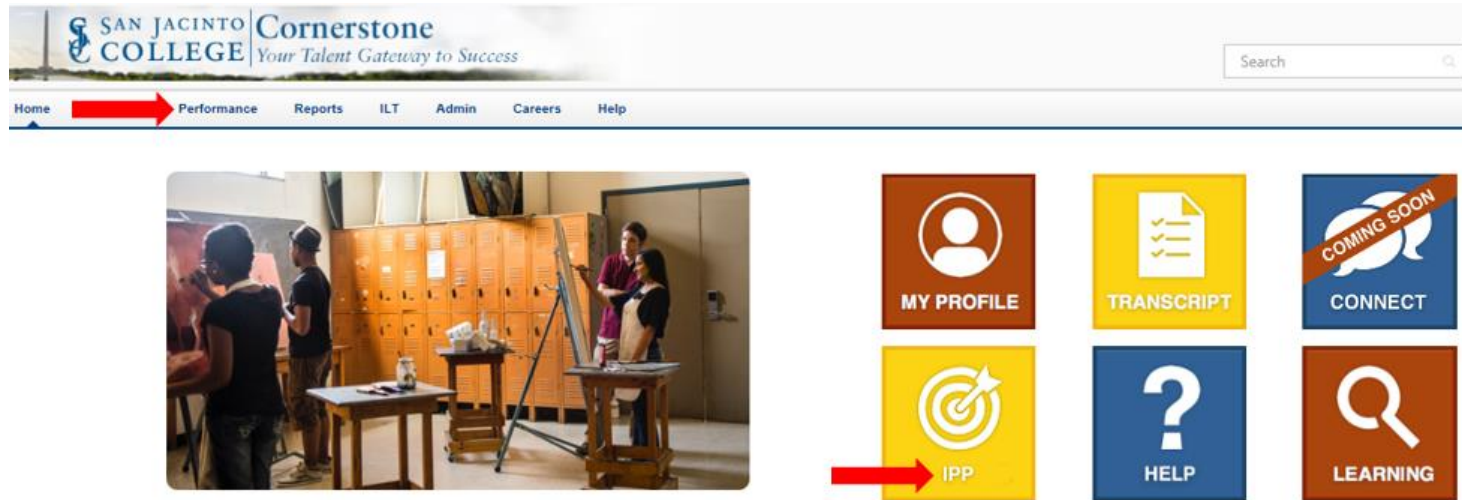 SAN JACINTO Cornerstone
COLLEGE Your Talent Gateway to Success
Search
Home Performance Reports ILT Admin Careers Help
MY PROFILE TRANSCRIPT COMING SOON CONNECT
IPP HELP LEARNING